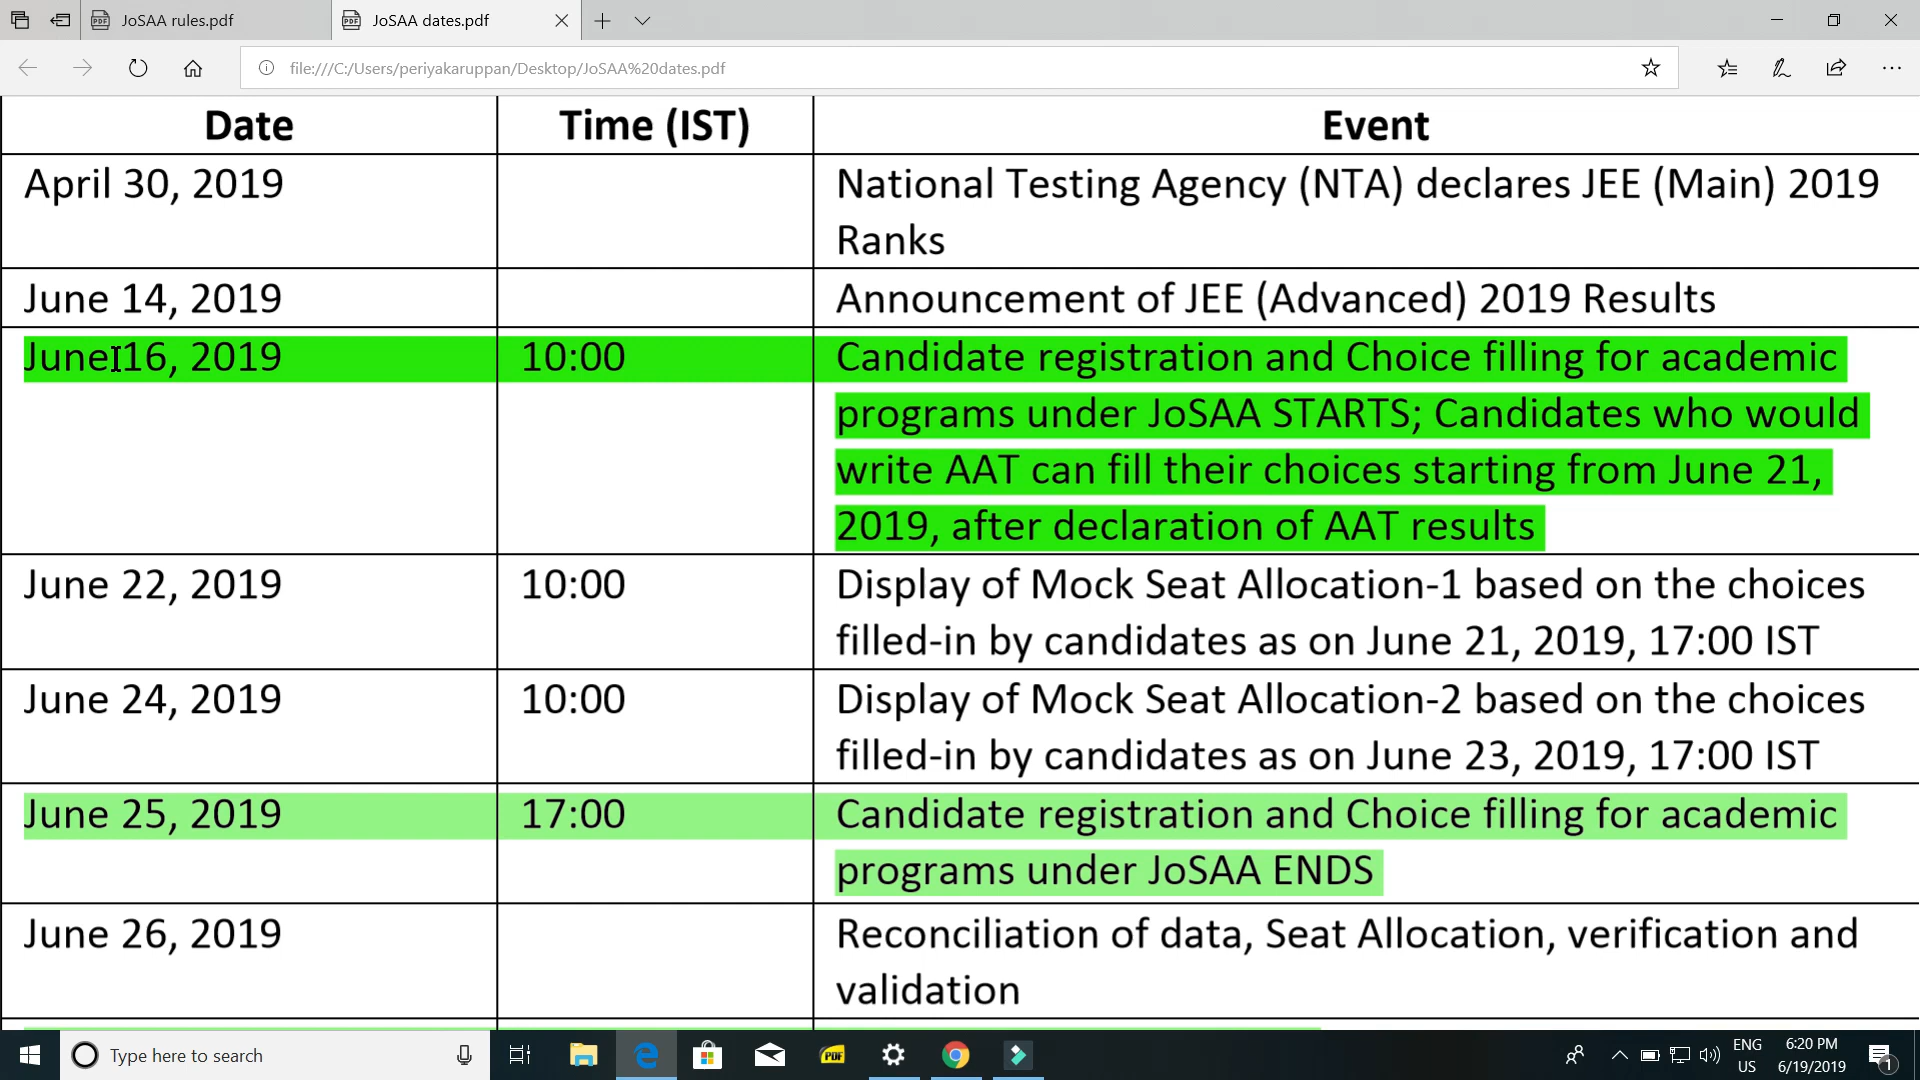 JoSAA rules.pdf
JoSAA dates.pdf
file:///C:/Users/periyakaruppan/Desktop/JoSAA%20dates.pdf
Date Time (IST) Event
April 30, 2019 National Testing Agency (NTA) declares JEE (Main) 2019
Ranks
June 14, 2019 Announcement of JEE (Advanced) 2019 Results
June 16, 2019 10:00 Candidate registration and Choice filling for academic
programs under JoSAA STARTS; Candidates who would
write AAT can fill their choices starting from June 21,
2019, after declaration of AAT results
June 22, 2019 10:00 Display of Mock Seat Allocation-1 based on the choices
filled-in by candidates as on June 21, 2019, 17:00 IST
June 24, 2019 10:00 Display of Mock Seat Allocation-2 based on the choices
filled-in by candidates as on June 23, 2019, 17:00 IST
June 25, 2019 17:00 Candidate registration and Choice filling for academic
programs under JoSAA ENDS
June 26, 2019 Reconciliation of data, Seat Allocation, verification and
validation
Type here to search
PDF
ENG
US
6:20 PM
6/19/2019
1